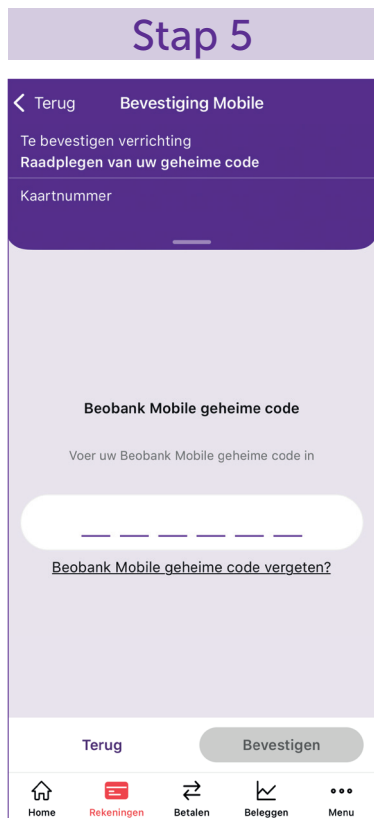 Stap 5
Terug Bevestiging Mobile
Te bevestigen verrichting
Raadplegen van uw geheime code
Kaartnummer
Beobank Mobile geheime code
Voer uw Beobank Mobile geheime code in
Beobank Mobile geheime code vergeten?
Terug Bevestigen
Home Rekeningen Betalen Beleggen Menu